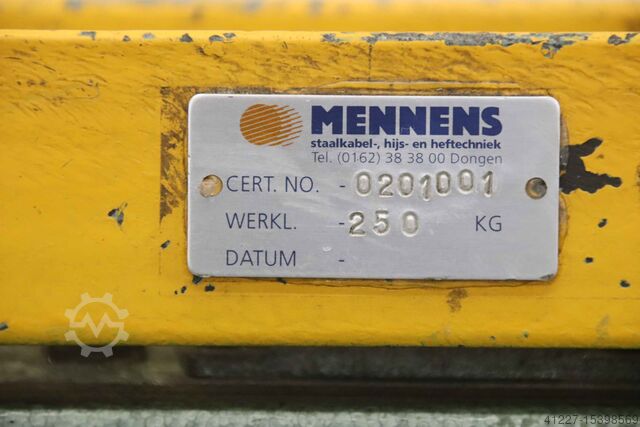 MENNENS
staalkabel-, hijs- en heftechniek
Tel. (0162) 38 38 00 Dongen
CERT. NO. - 0201001
WERKL. - 250 KG
DATUM -
41227-15398569